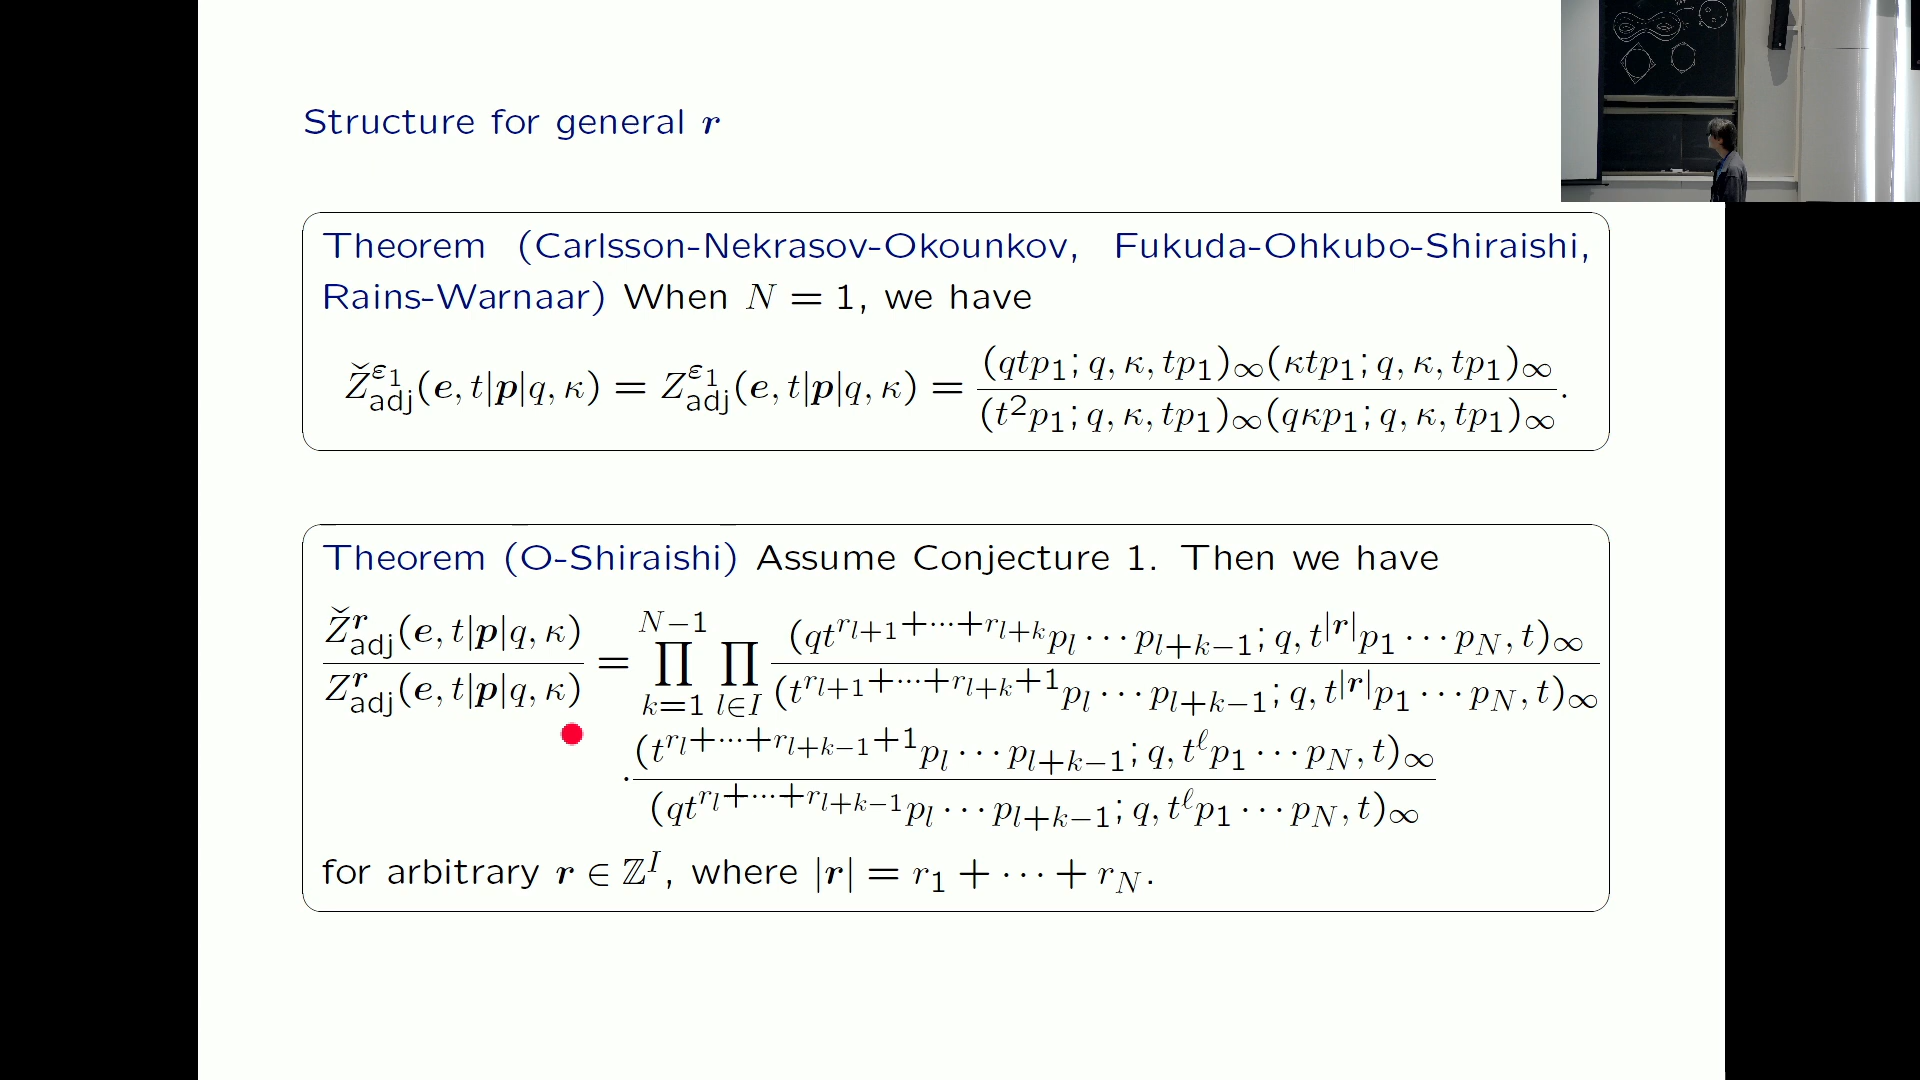 Structure for general r
Theorem (Carlsson-Nekrasov-Okounkov, Fukuda-Ohkubo-Shiraishi,
Rains-Warnaar) When N = 1, we have
Ž^{ε_1}_{adj}(e, t|p|q, κ) = Z^{ε_1}_{adj}(e, t|p|q, κ) = \frac{(qtp_1; q, κ, tp_1)_∞(κtp_1; q, κ, tp_1)_∞}{(t^2p_1; q, κ, tp_1)_∞(qκp_1; q, κ, tp_1)_∞}.
Theorem (O-Shiraishi) Assume Conjecture 1. Then we have
\frac{Ž^{r}_{adj}(e, t|p|q, κ)}{Z^{r}_{adj}(e, t|p|q, κ)} = ∏_{k=1}^{N−1} ∏_{l∈I} \frac{(qt^{r_{l+1}+···+r_{l+k}}p_l ··· p_{l+k−1}; q, t^{|r|}p_1 ··· p_N, t)_∞}{(t^{r_{l+1}+···+r_{l+k}+1}p_l ··· p_{l+k−1}; q, t^{|r|}p_1 ··· p_N, t)_∞}
· \frac{(t^{r_l+···+r_{l+k−1}+1}p_l ··· p_{l+k−1}; q, t^ℓp_1 ··· p_N, t)_∞}{(qt^{r_l+···+r_{l+k−1}}p_l ··· p_{l+k−1}; q, t^ℓp_1 ··· p_N, t)_∞}
for arbitrary r ∈ ℤ^I, where |r| = r_1 + ··· + r_N.